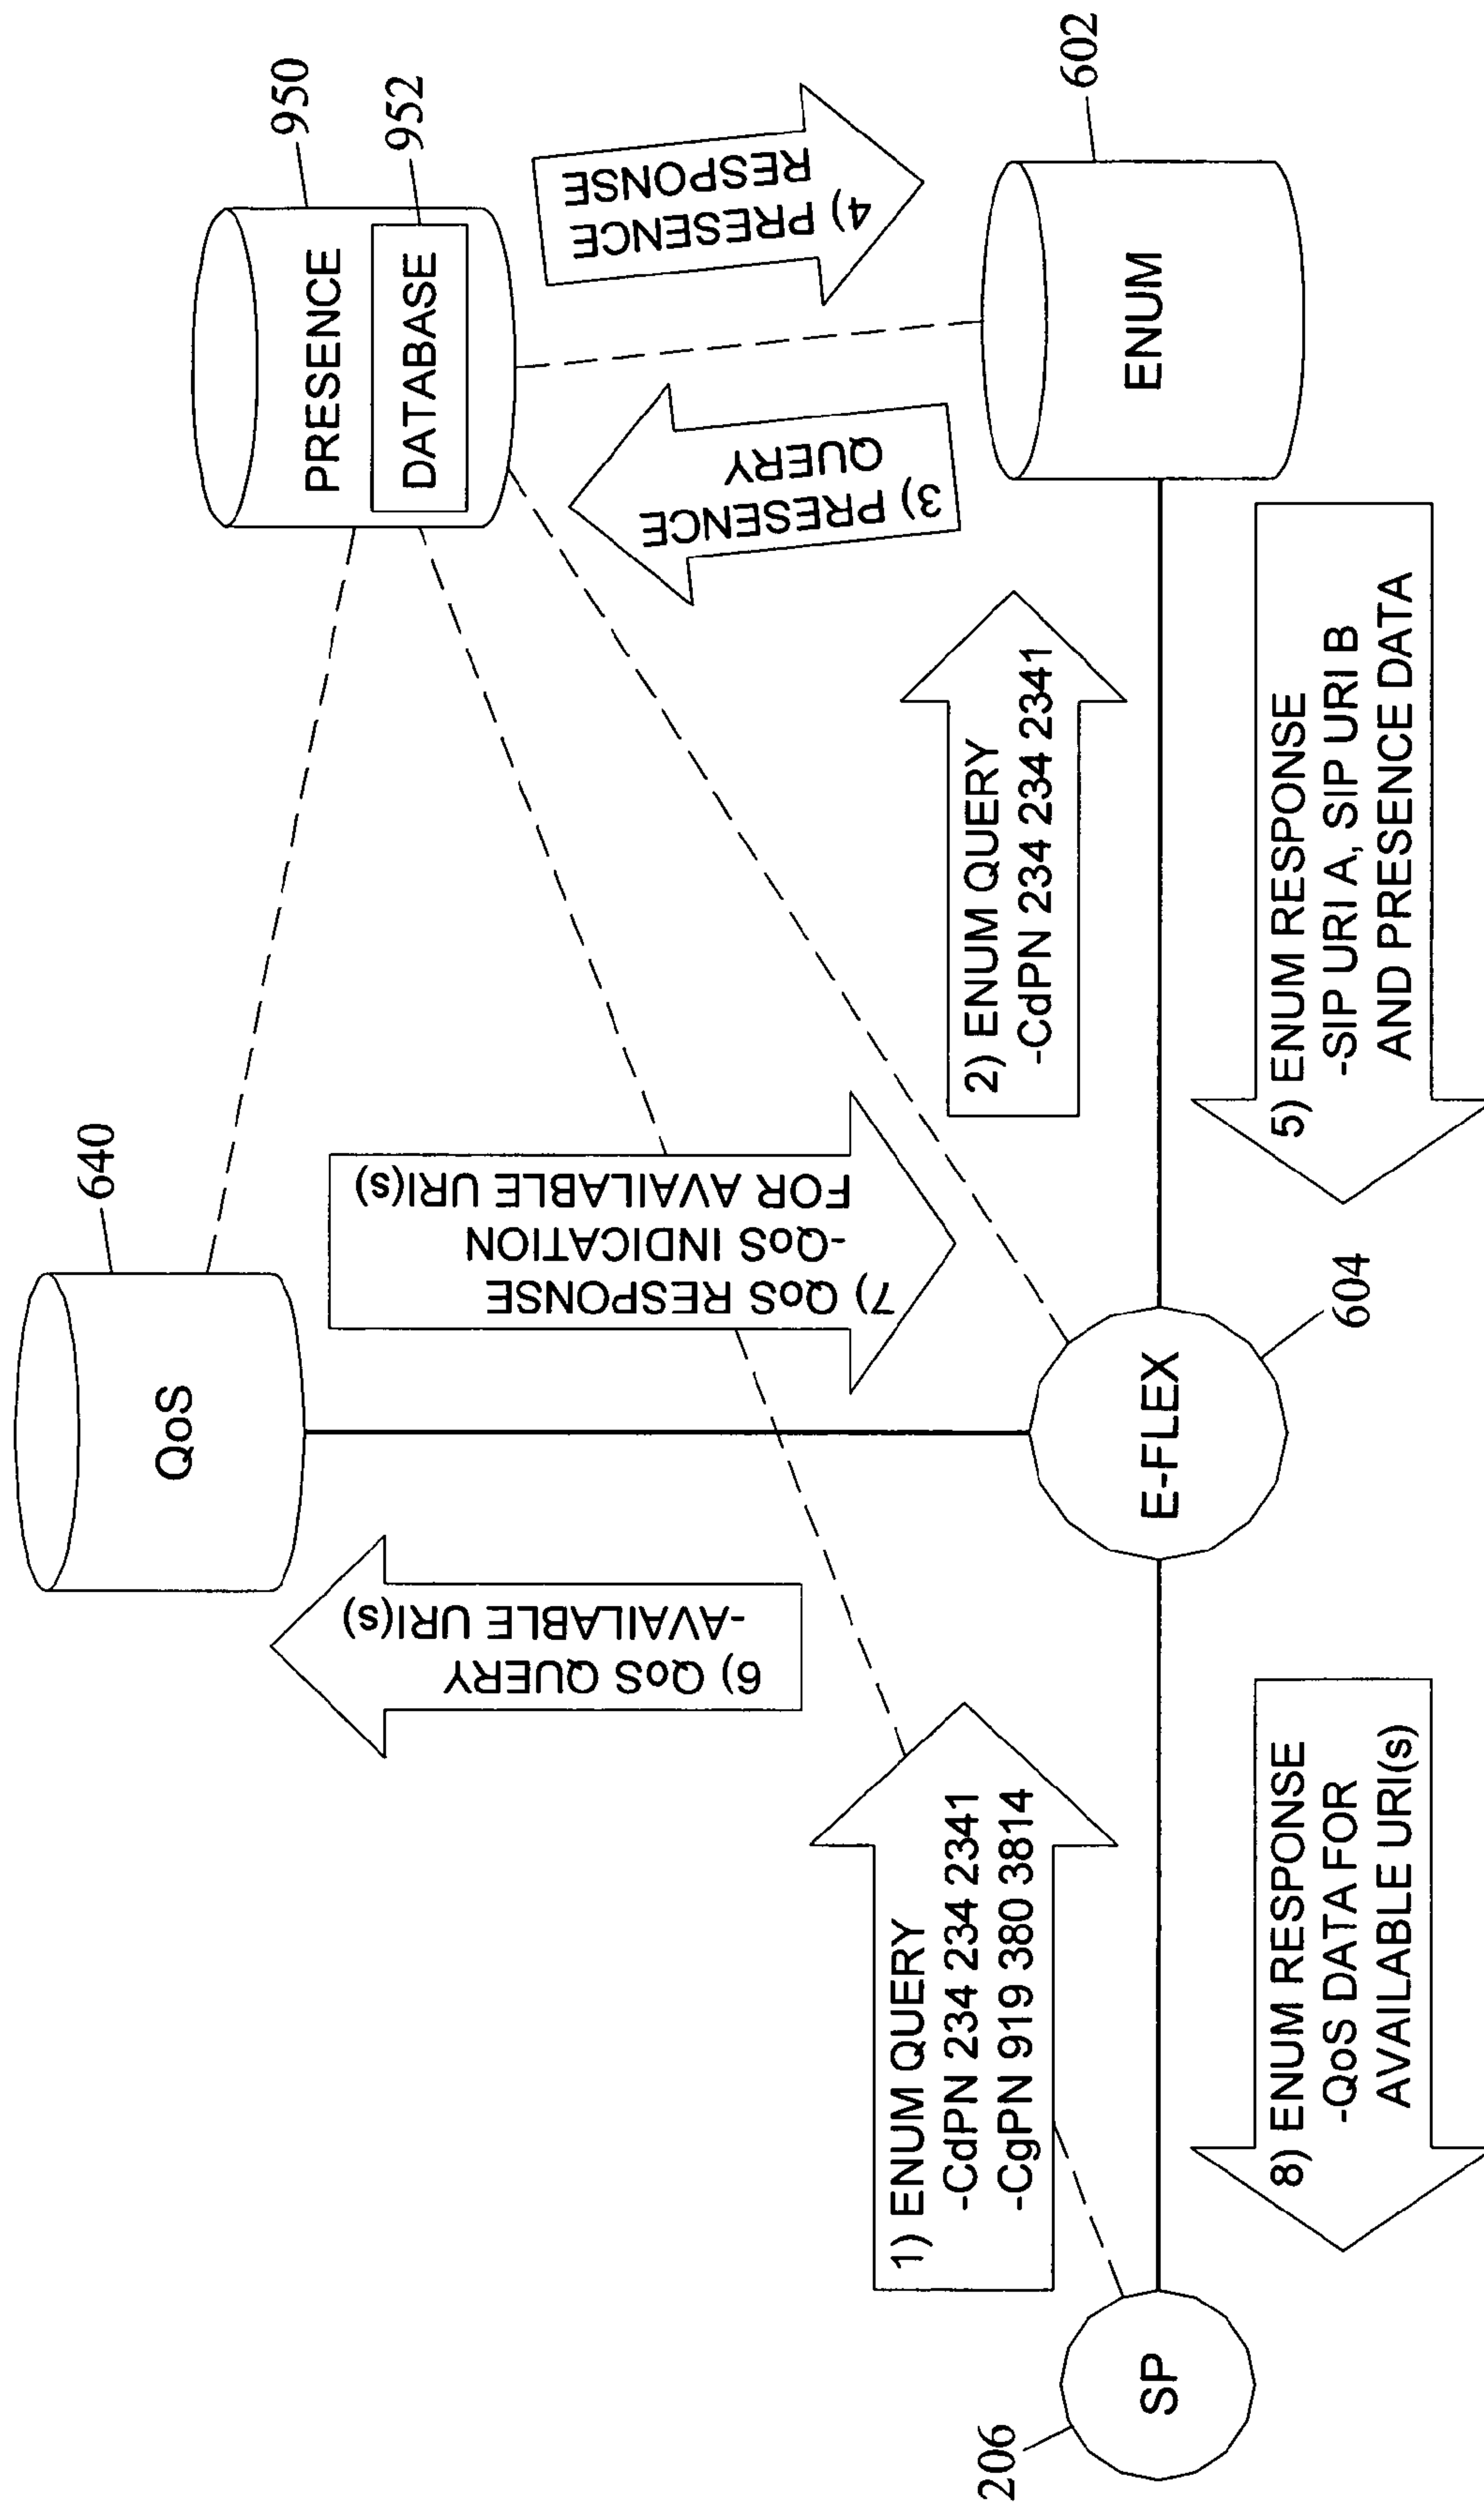 640
QoS
950
PRESENCE
952
DATABASE
6) QoS QUERY
-AVAILABLE URI(s)
7) QoS RESPONSE
-QoS INDICATION
FOR AVAILABLE URI(s)
3) PRESENCE
QUERY
4) PRESENCE
RESPONSE
1) ENUM QUERY
-CdPN 234 234 2341
-CgPN 919 380 3814
2) ENUM QUERY
-CdPN 234 234 2341
206
SP
E-FLEX
604
ENUM
602
8) ENUM RESPONSE
-QoS DATA FOR
AVAILABLE URI(s)
5) ENUM RESPONSE
-SIP URI A, SIP URI B
AND PRESENCE DATA